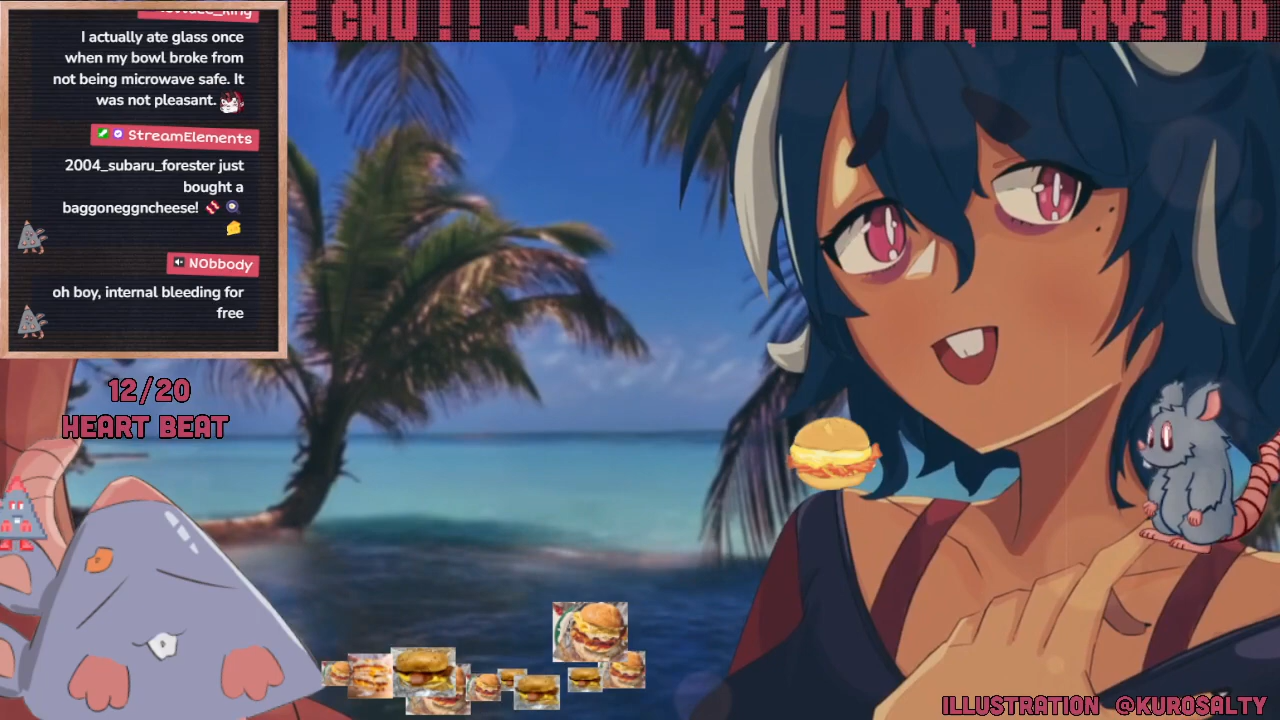 E CHU !! JUST LIKE THE MTA, DELAYS AND
I actually ate glass once
when my bowl broke from
not being microwave safe. It
was not pleasant.
StreamElements
2004_subaru_forester just
bought a
baggoneggncheese!
N0bbody
oh boy, internal bleeding for
free
12/20
HEART BEAT
ILLUSTRATION @KUROSALTY